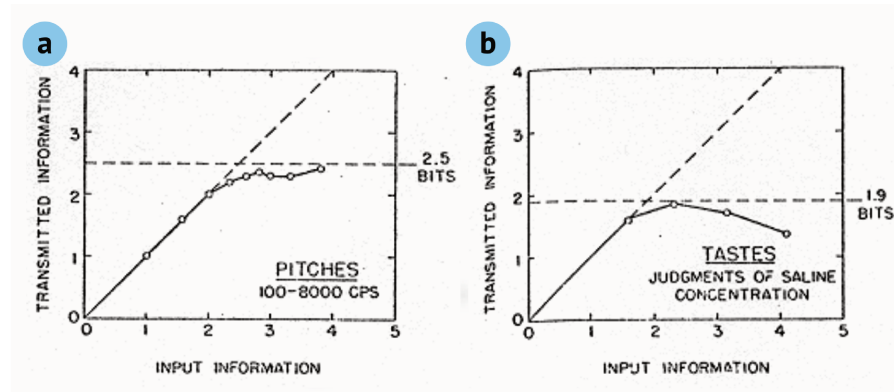 a
TRANSMITTED INFORMATION
4
3
2
1
0
0 1 2 3 4 5
2.5
BITS
PITCHES
100-8000 CPS
INPUT INFORMATION
b
TRANSMITTED INFORMATION
4
3
2
1
0
0 1 2 3 4 5
1.9
BITS
TASTES
JUDGMENTS OF SALINE
CONCENTRATION
INPUT INFORMATION